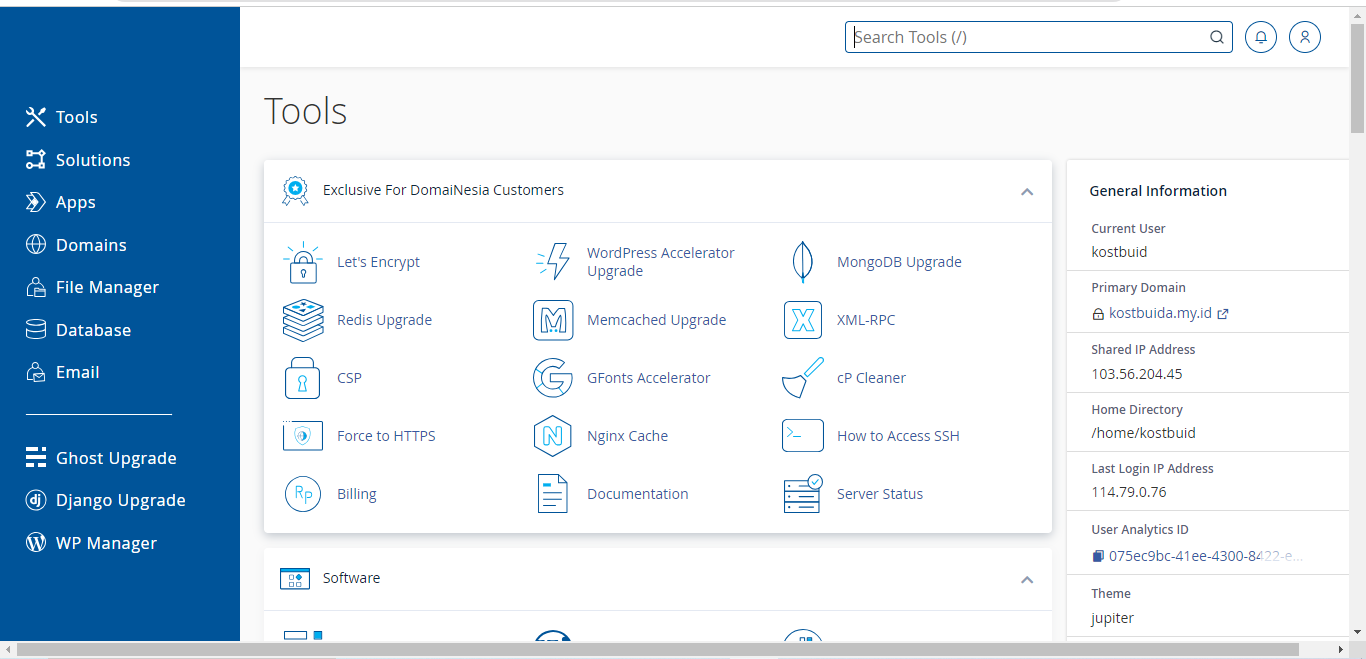 Search Tools (/)
Tools
Solutions
Apps
Domains
File Manager
Database
Email
Ghost Upgrade
Django Upgrade
WP Manager
Tools
Exclusive For DomaiNesia Customers
Let's Encrypt
WordPress Accelerator
Upgrade
MongoDB Upgrade
Redis Upgrade
Memcached Upgrade
XML-RPC
CSP
GFonts Accelerator
cP Cleaner
Force to HTTPS
Nginx Cache
How to Access SSH
Rp
Billing
Documentation
Server Status
Software
General Information
Current User
kostbuid
Primary Domain
kostbuida.my.id
Shared IP Address
103.56.204.45
Home Directory
/home/kostbuid
Last Login IP Address
114.79.0.76
User Analytics ID
075ec9bc-41ee-4300-8422-e...
Theme
jupiter